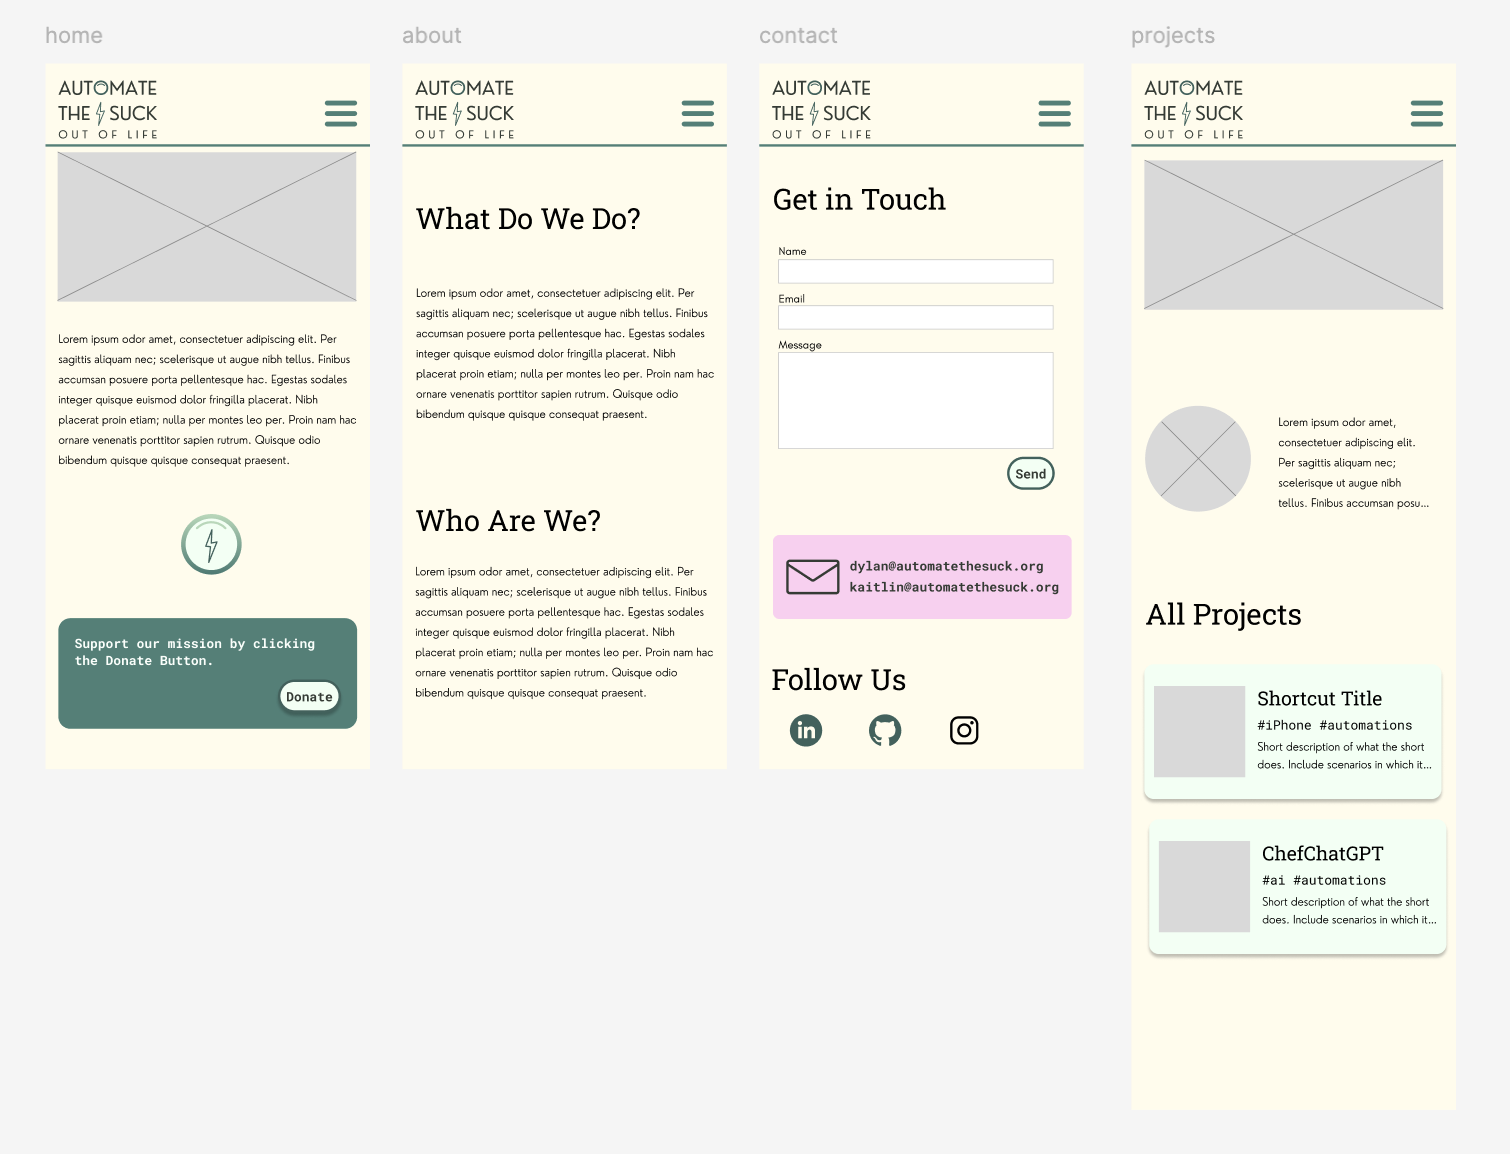 home
AUTOMATE
THE SUCK
OUT OF LIFE
Lorem ipsum odor amet, consectetuer adipiscing elit. Per
sagittis aliquam nec; scelerisque ut augue nibh tellus. Finibus
accumsan posuere porta pellentesque hac. Egestas sodales
integer quisque euismod dolor fringilla placerat. Nibh
placerat proin etiam; nulla per montes leo per. Proin nam hac
ornare venenatis porttitor sapien rutrum. Quisque odio
bibendum quisque quisque consequat praesent.
Support our mission by clicking
the Donate Button.
Donate
about
AUTOMATE
THE SUCK
OUT OF LIFE
What Do We Do?
Lorem ipsum odor amet, consectetuer adipiscing elit. Per
sagittis aliquam nec; scelerisque ut augue nibh tellus. Finibus
accumsan posuere porta pellentesque hac. Egestas sodales
integer quisque euismod dolor fringilla placerat. Nibh
placerat proin etiam; nulla per montes leo per. Proin nam hac
ornare venenatis porttitor sapien rutrum. Quisque odio
bibendum quisque quisque consequat praesent.
Who Are We?
Lorem ipsum odor amet, consectetuer adipiscing elit. Per
sagittis aliquam nec; scelerisque ut augue nibh tellus. Finibus
accumsan posuere porta pellentesque hac. Egestas sodales
integer quisque euismod dolor fringilla placerat. Nibh
placerat proin etiam; nulla per montes leo per. Proin nam hac
ornare venenatis porttitor sapien rutrum. Quisque odio
bibendum quisque quisque consequat praesent.
contact
AUTOMATE
THE SUCK
OUT OF LIFE
Get in Touch
Name
Email
Message
Send
dylan@automatethesuck.org
kaitlin@automatethesuck.org
Follow Us
in
projects
AUTOMATE
THE SUCK
OUT OF LIFE
Lorem ipsum odor amet,
consectetuer adipiscing elit.
Per sagittis aliquam nec;
scelerisque ut augue nibh
tellus. Finibus accumsan posu...
All Projects
Shortcut Title
#iPhone #automations
Short description of what the short
does. Include scenarios in which it...
ChefChatGPT
#ai #automations
Short description of what the short
does. Include scenarios in which it...